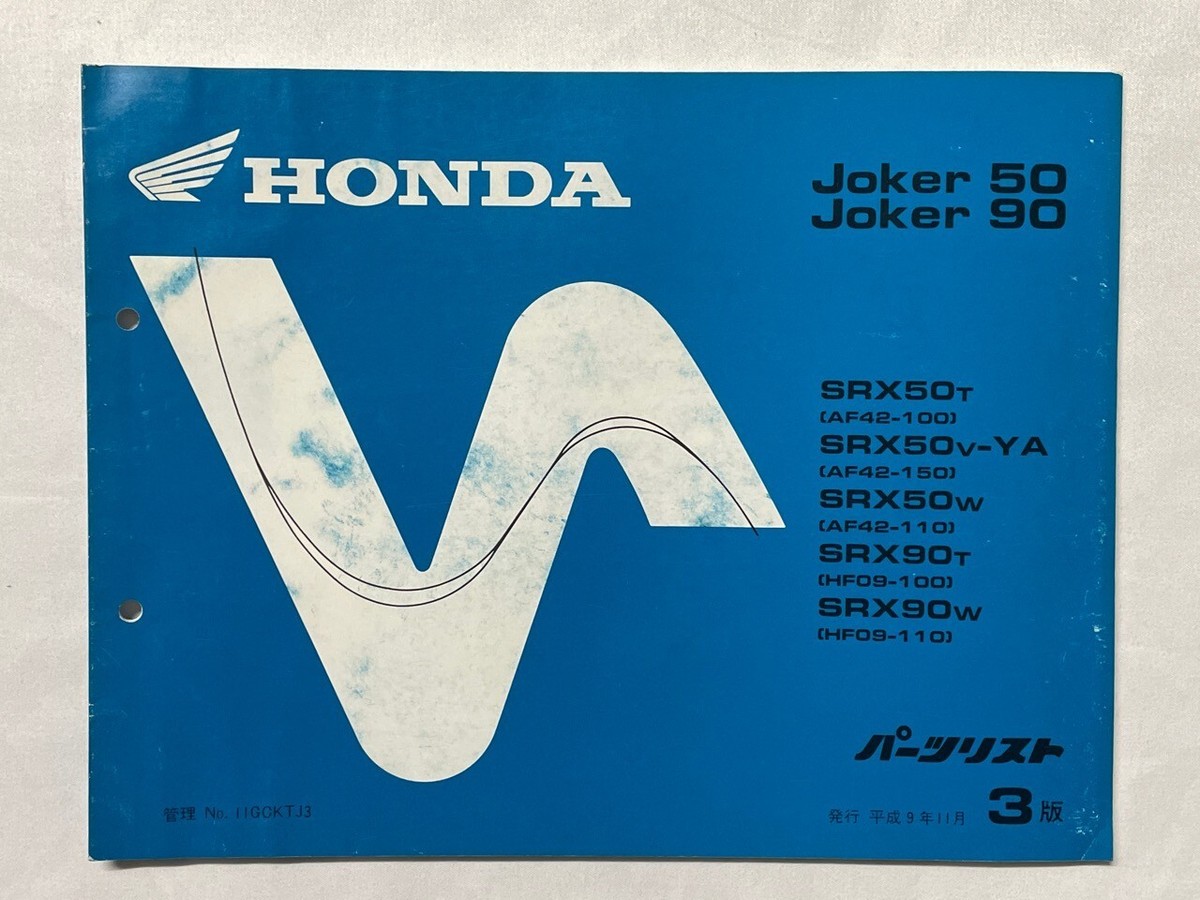 HONDA
Joker 50
Joker 90
SRX50T
(AF42-100)
SRX50V-YA
(AF42-150)
SRX50W
(AF42-110)
SRX90T
(HF09-100)
SRX90W
(HF09-110)
パーツリスト
管理 No. 11GCKTJ3
発行 平成9年11月 3版